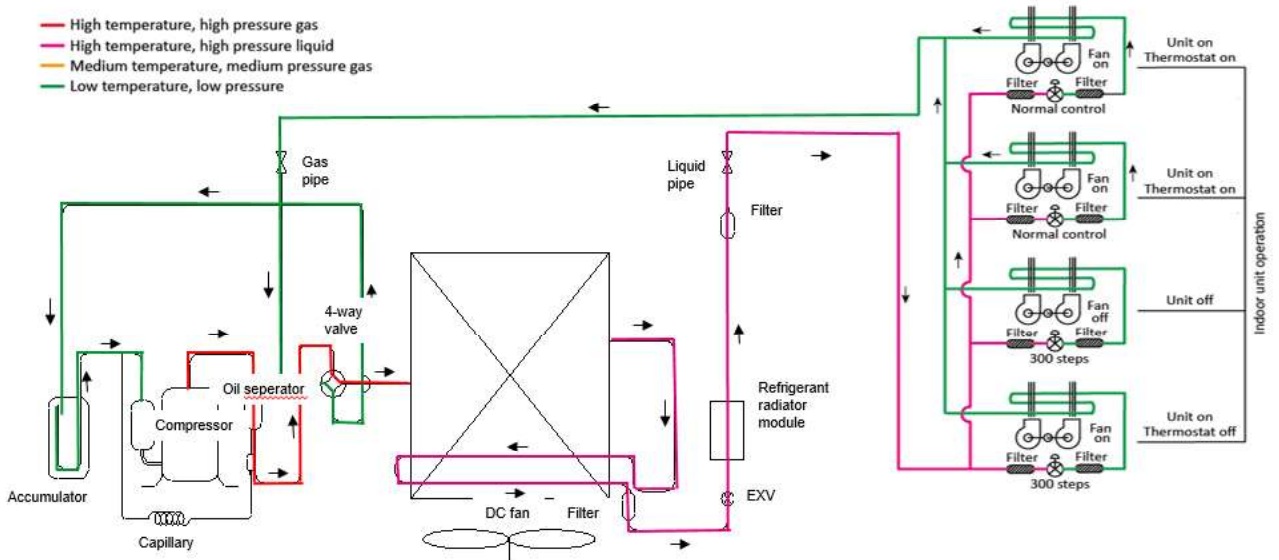 High temperature, high pressure gas
High temperature, high pressure liquid
Medium temperature, medium pressure gas
Low temperature, low pressure
Gas
pipe
Liquid
pipe
Filter
4-way
valve
Oil seperator
Compressor
Accumulator
Capillary
DC fan
Filter
EXV
Refrigerant
radiator
module
Fan
on
Filter
Filter
Normal control
Unit on
Thermostat on
Fan
on
Filter
Filter
Normal control
Unit on
Thermostat on
Fan
off
Filter
Filter
300 steps
Unit off
Fan
on
Filter
Filter
300 steps
Unit on
Thermostat off
Indoor unit operation